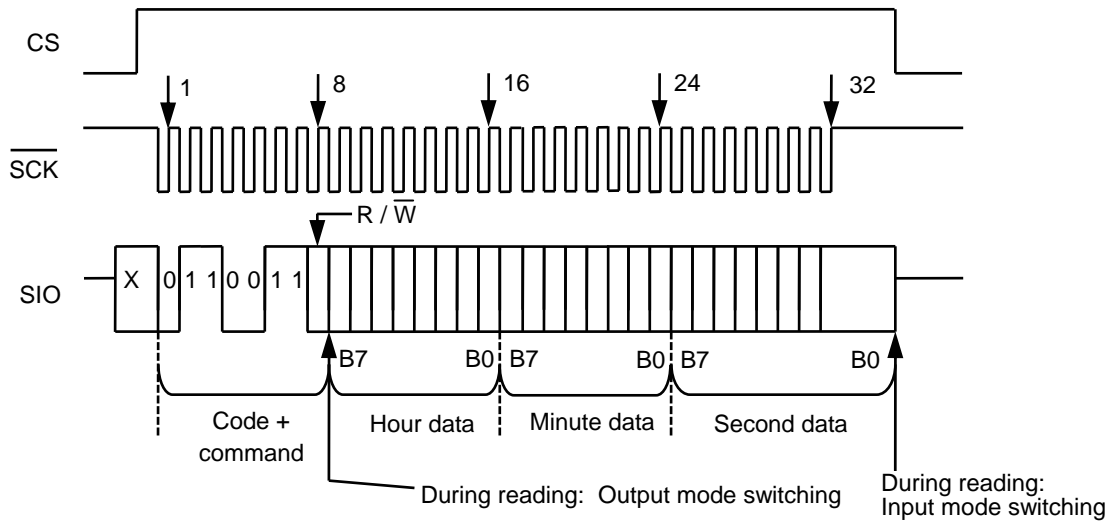 CS
1 8 16 24 32
SCK
R / W
SIO
X 0 1 1 0 0 1 1
B7 B0 B7 B0 B7 B0
Code +
command
Hour data
Minute data
Second data
During reading: Output mode switching
During reading:
Input mode switching